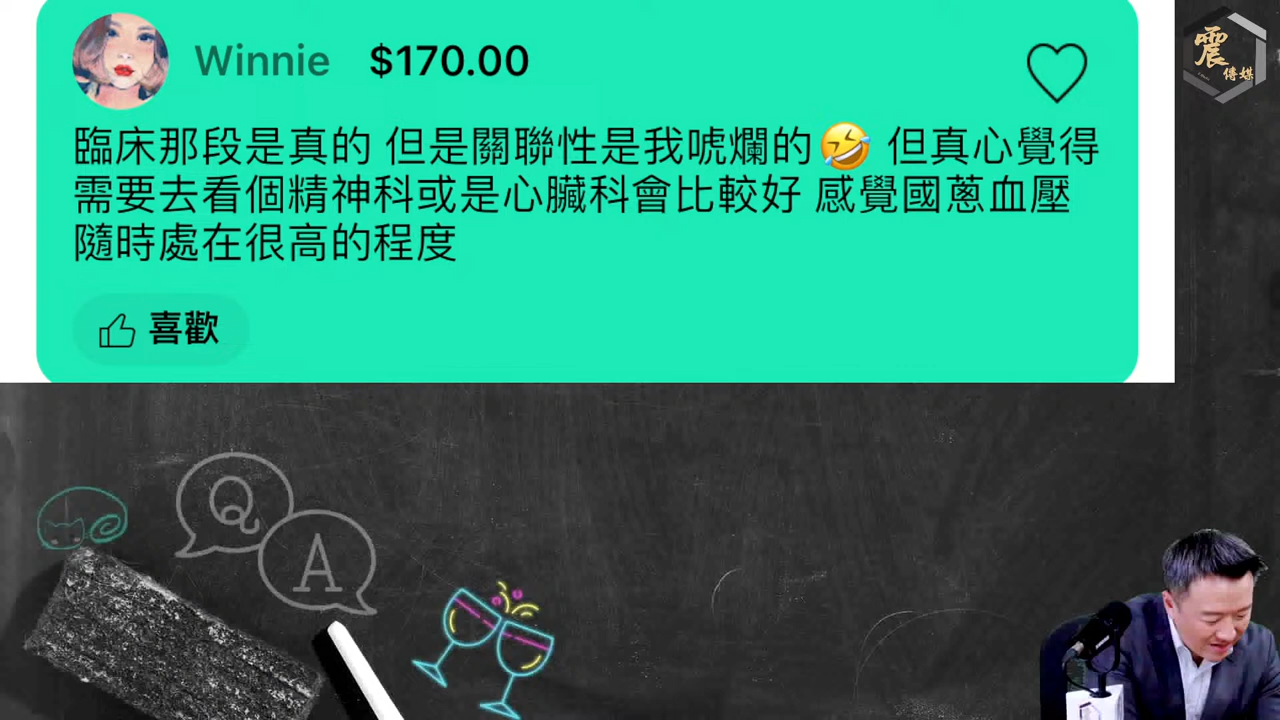 Winnie $170.00
臨床那段是真的 但是關聯性是我唬爛的🤣 但真心覺得
需要去看個精神科或是心臟科會比較好 感覺國蔥血壓
隨時處在很高的程度
喜歡
震
傳媒
Q
A